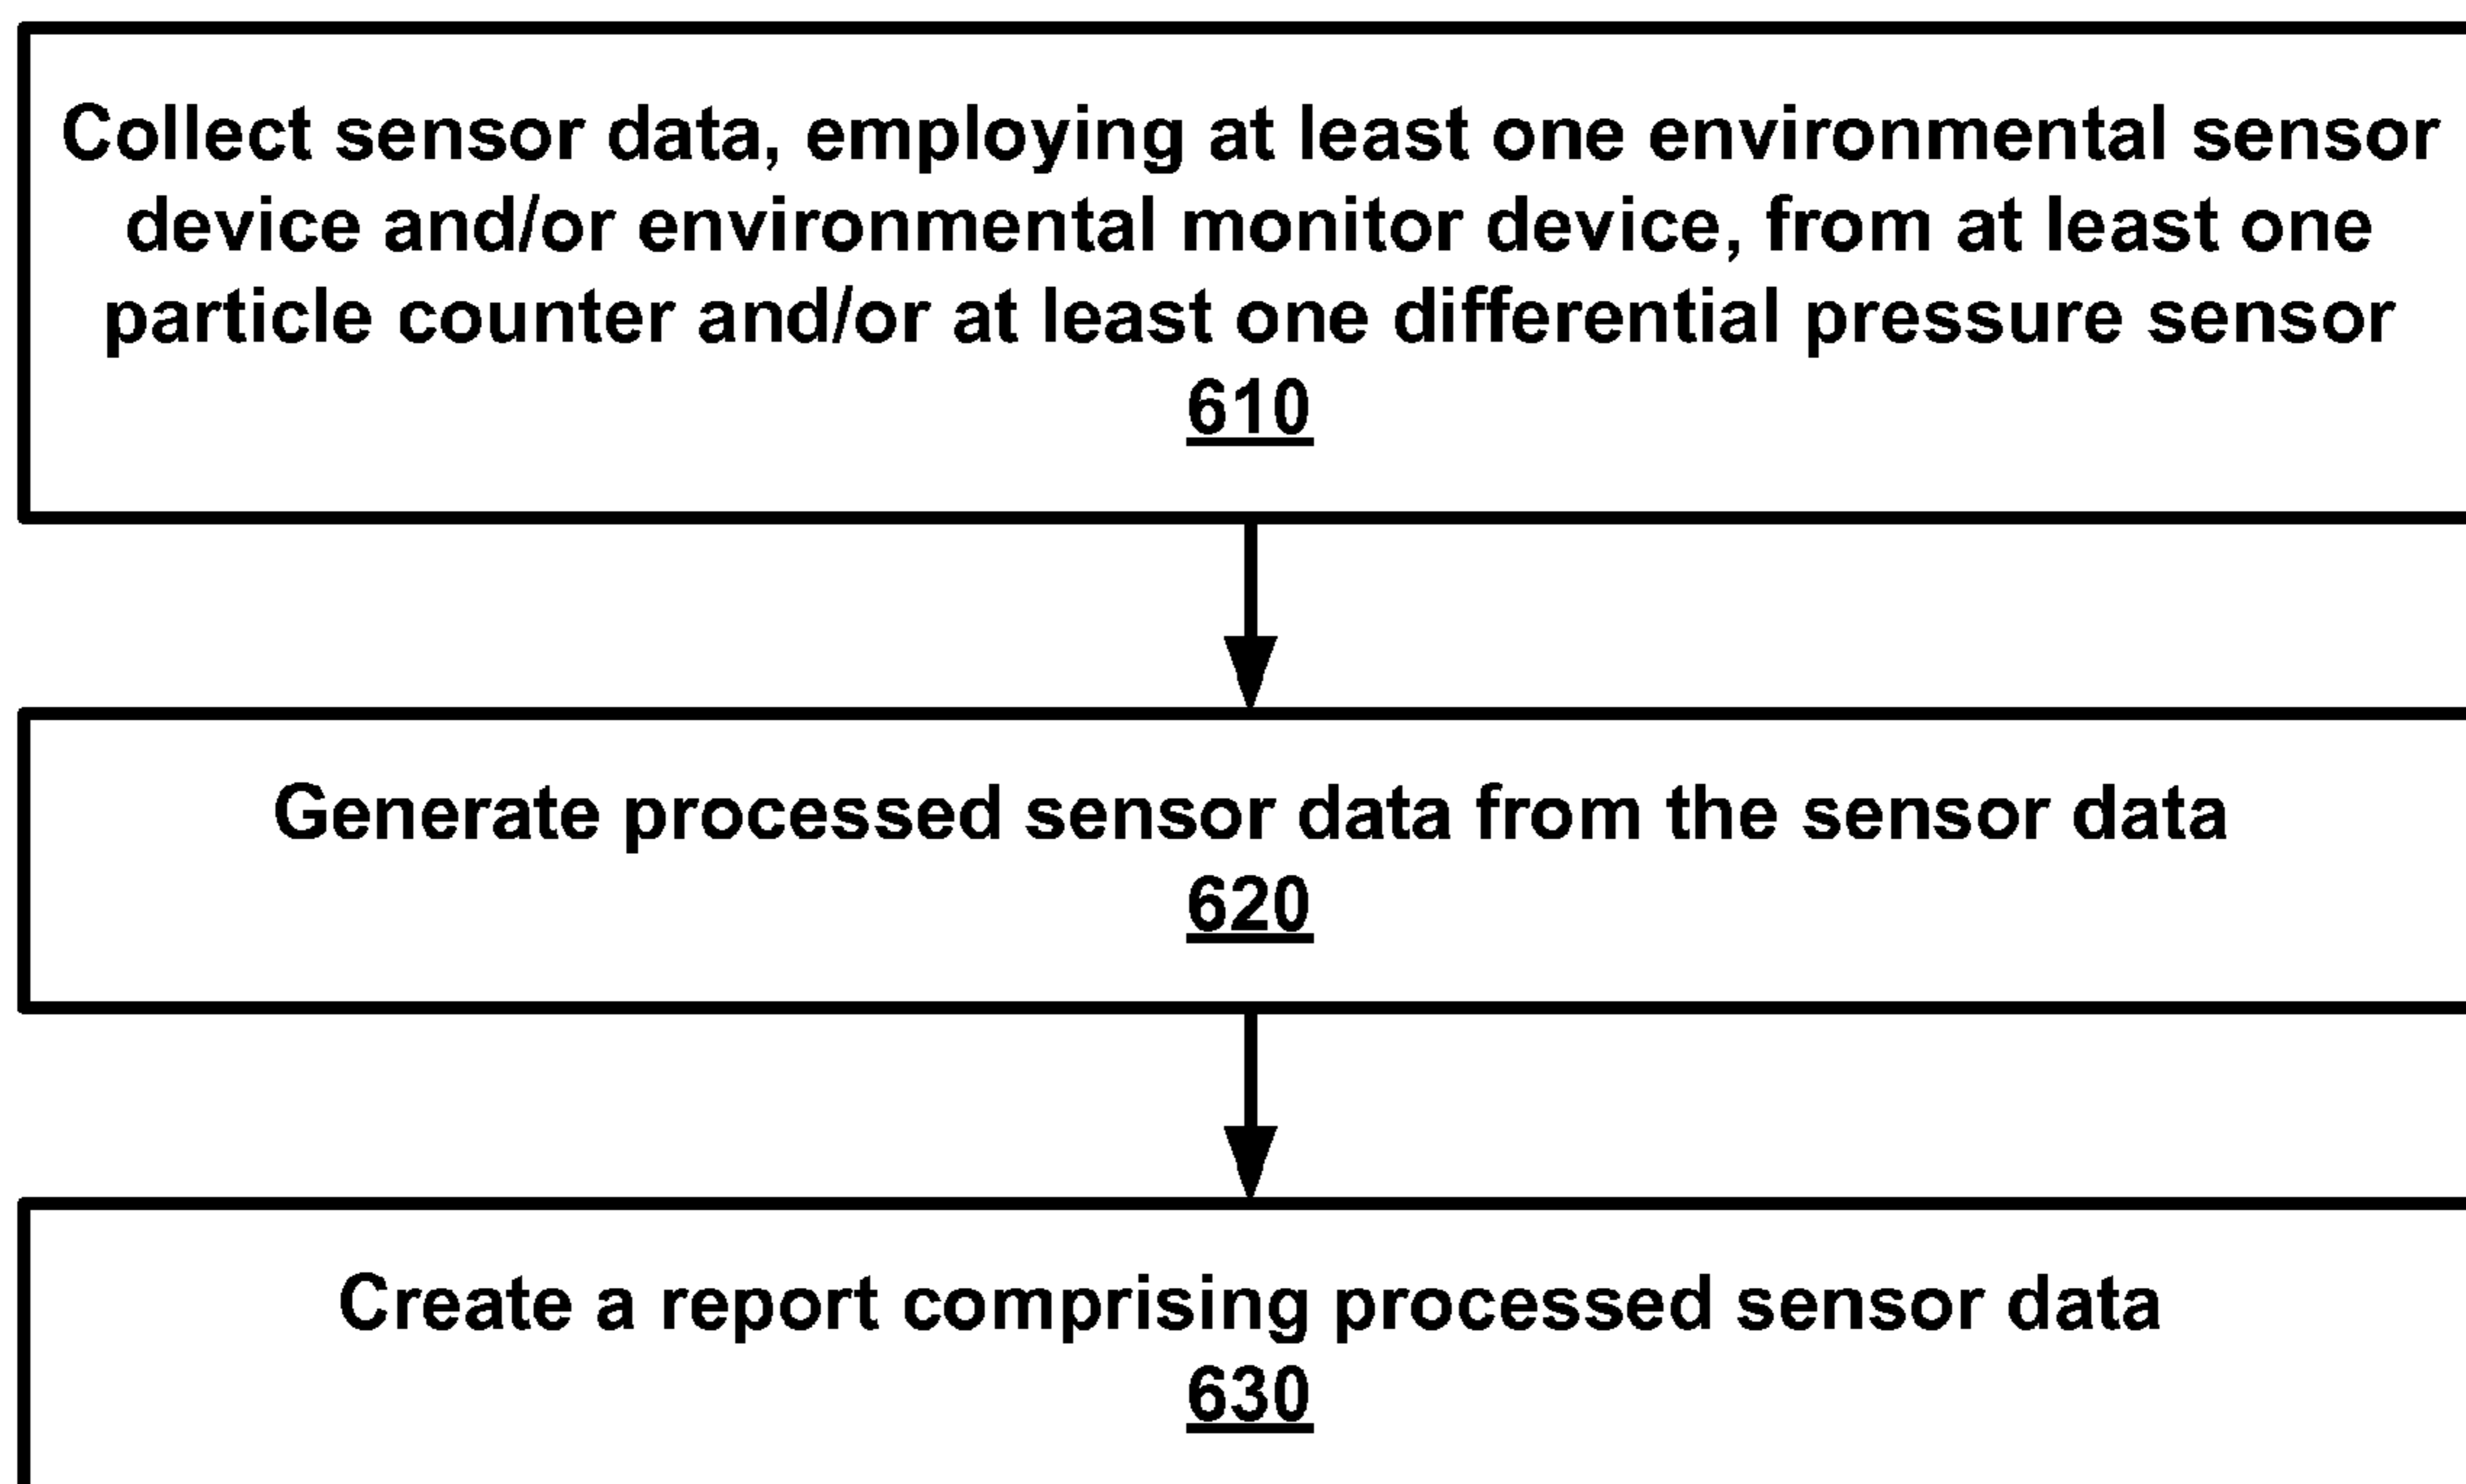 Collect sensor data, employing at least one environmental sensor
device and/or environmental monitor device, from at least one
particle counter and/or at least one differential pressure sensor
610
Generate processed sensor data from the sensor data
620
Create a report comprising processed sensor data
630